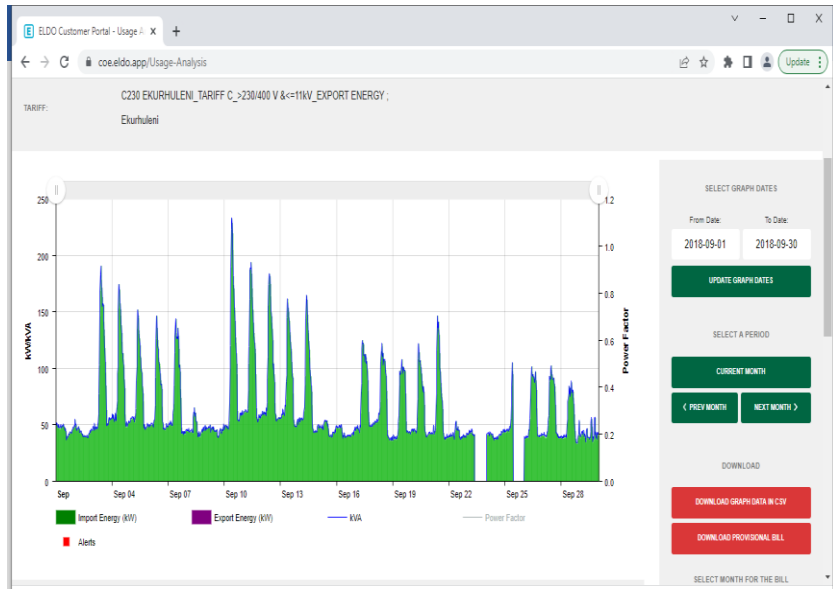 ELDO Customer Portal - Usage A
coe.eldo.app/Usage-Analysis
Update
TARIFF:
C230 EKURHULENI_TARIFF C_>230/400 V &<=11kV_EXPORT ENERGY ;
Ekurhuleni
250
200
150
100
50
0
kW/kVA
1.2
1.0
0.8
0.6
0.4
0.2
0.0
Power Factor
Sep
Sep 04
Sep 07
Sep 10
Sep 13
Sep 16
Sep 19
Sep 22
Sep 25
Sep 28
Import Energy (kW)
Export Energy (kW)
kVA
Power Factor
Alerts
SELECT GRAPH DATES
From Date:
To Date:
2018-09-01
2018-09-30
UPDATE GRAPH DATES
SELECT A PERIOD
CURRENT MONTH
< PREV MONTH
NEXT MONTH >
DOWNLOAD
DOWNLOAD GRAPH DATA IN CSV
DOWNLOAD PROVISIONAL BILL
SELECT MONTH FOR THE BILL